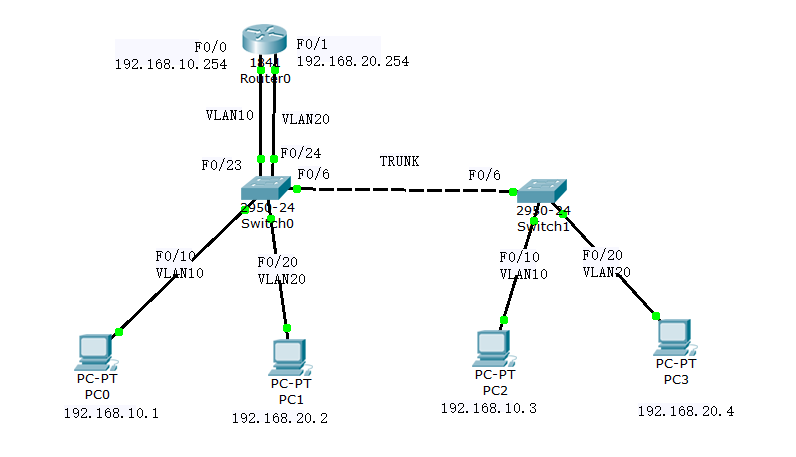 F0/0
F0/1
192.168.10.254
192.168.20.254
1841
Router0
VLAN10
VLAN20
F0/23
F0/24
F0/6
TRUNK
F0/6
2950-24
Switch0
2950-24
Switch1
F0/10
VLAN10
F0/20
VLAN20
F0/10
VLAN10
F0/20
VLAN20
PC-PT
PC0
192.168.10.1
PC-PT
PC1
192.168.20.2
PC-PT
PC2
192.168.10.3
PC-PT
PC3
192.168.20.4